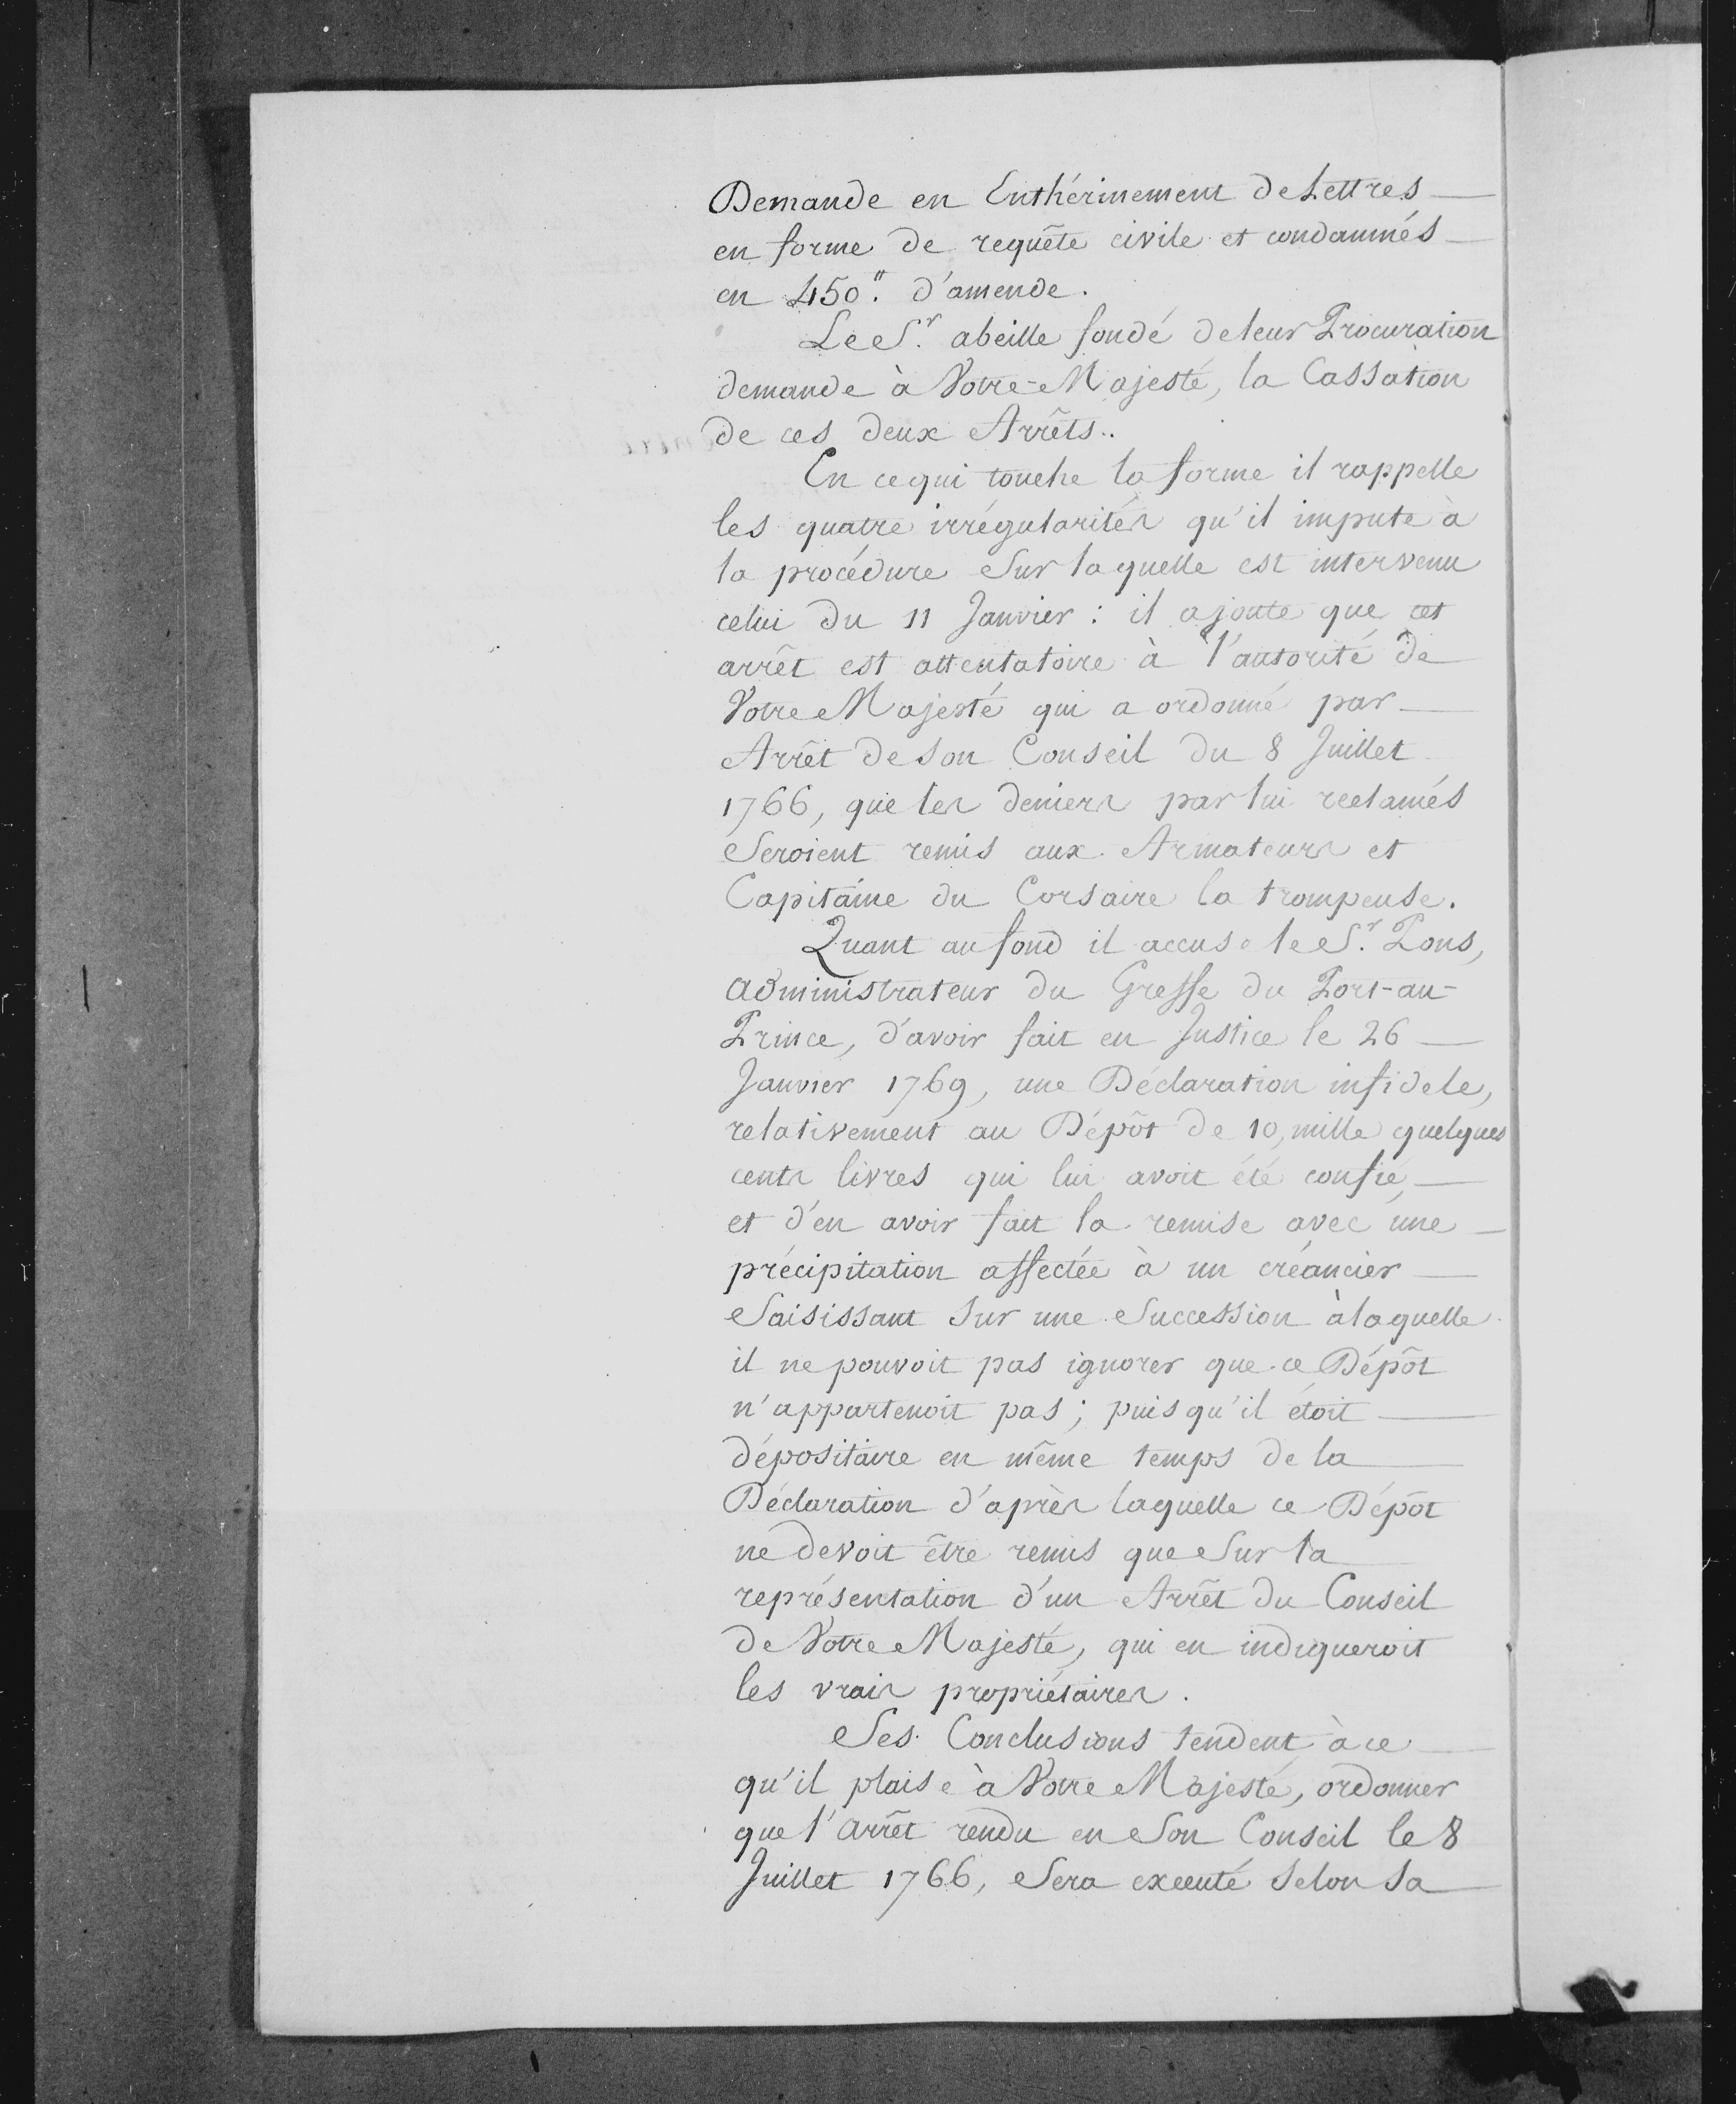 Demande en Enthérinement de Lettres
en forme de requête civile et condamnés
en 450." d'amende.
Le S.r abeille fondé de leur Procuration
demande à Votre Majesté, la Cassation
de ces deux Arrêts..
En ce qui touche la forme il rappelle
les quatre irrégularités qu'il impute à
la procédure Sur laquelle est intervenu
celui du 11 Janvier : il ajoute que cet
arrêt est attentatoire à l'autorité de
Votre Majesté qui a ordonné par
Arrêt de son Conseil du 8 Juillet
1766, que les deniers par lui reclamés
Seroient remis aux Armateurs et
Capitaine du Corsaire la trompeuse.
Quant au fond il accuse le S.r Pons,
administrateur du Greffe du Port-au-
Prince, d'avoir fait en Justice le 26
Janvier 1769, une Déclaration infidele,
relativement au Dépôt de 10, mille quelques
cents livres qui lui avoit été confié,
et d'en avoir fait la remise avec une
précipitation affectée à un créancier
Saisissant sur une Succession à laquelle
il ne pouvoit pas ignorer que ce Dépôt
n'appartenoit pas ; puisqu'il étoit
dépositaire en même temps de la
Déclaration d'après laquelle ce Dépôt
ne devoit être remis que Sur la
représentation d'un Arrêt du Conseil
de Votre Majesté, qui en indiqueroit
les vrais propriétaires.
Ses Conclusions tendent à ce
qu'il plaise à Votre Majesté, ordonner
que l'arrêt rendu en Son Conseil le 8
Juillet 1766, Sera executé selon sa